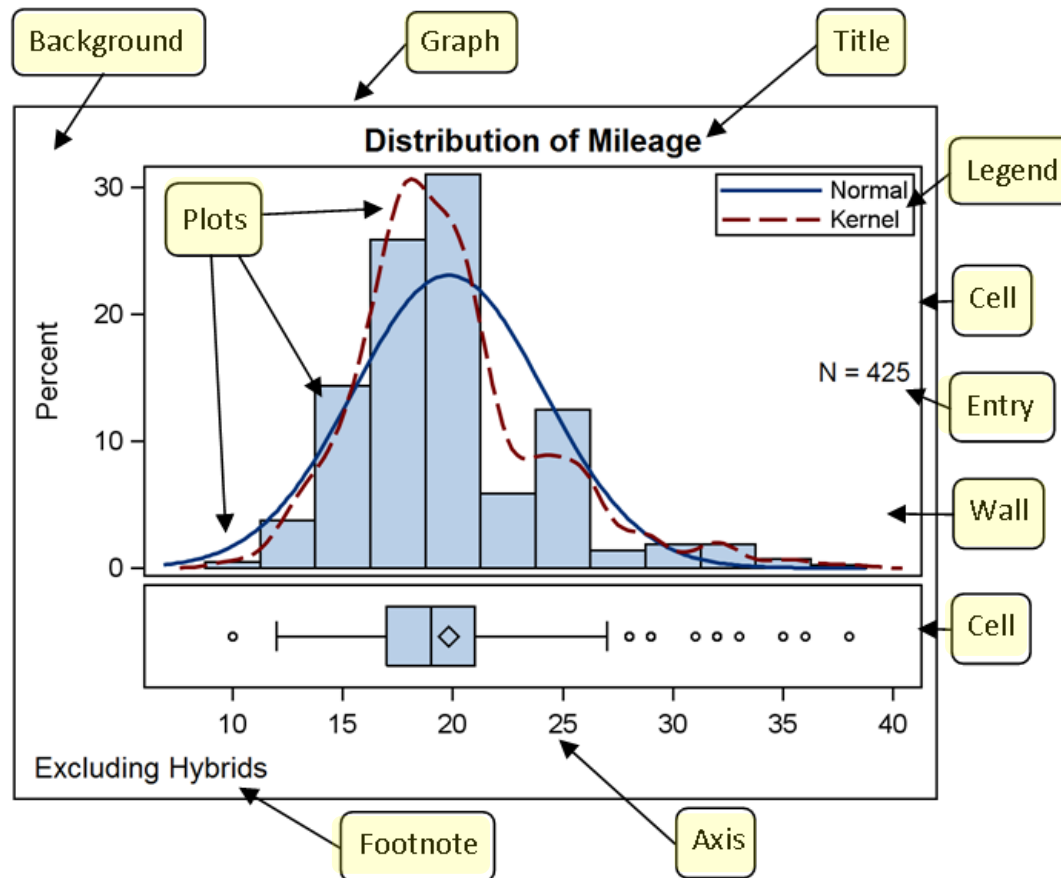 Background
Graph
Title
Distribution of Mileage
Legend
Plots
Normal
Kernel
Cell
N = 425
Entry
Wall
Cell
Percent
30
20
10
0
10 15 20 25 30 35 40
Excluding Hybrids
Footnote
Axis